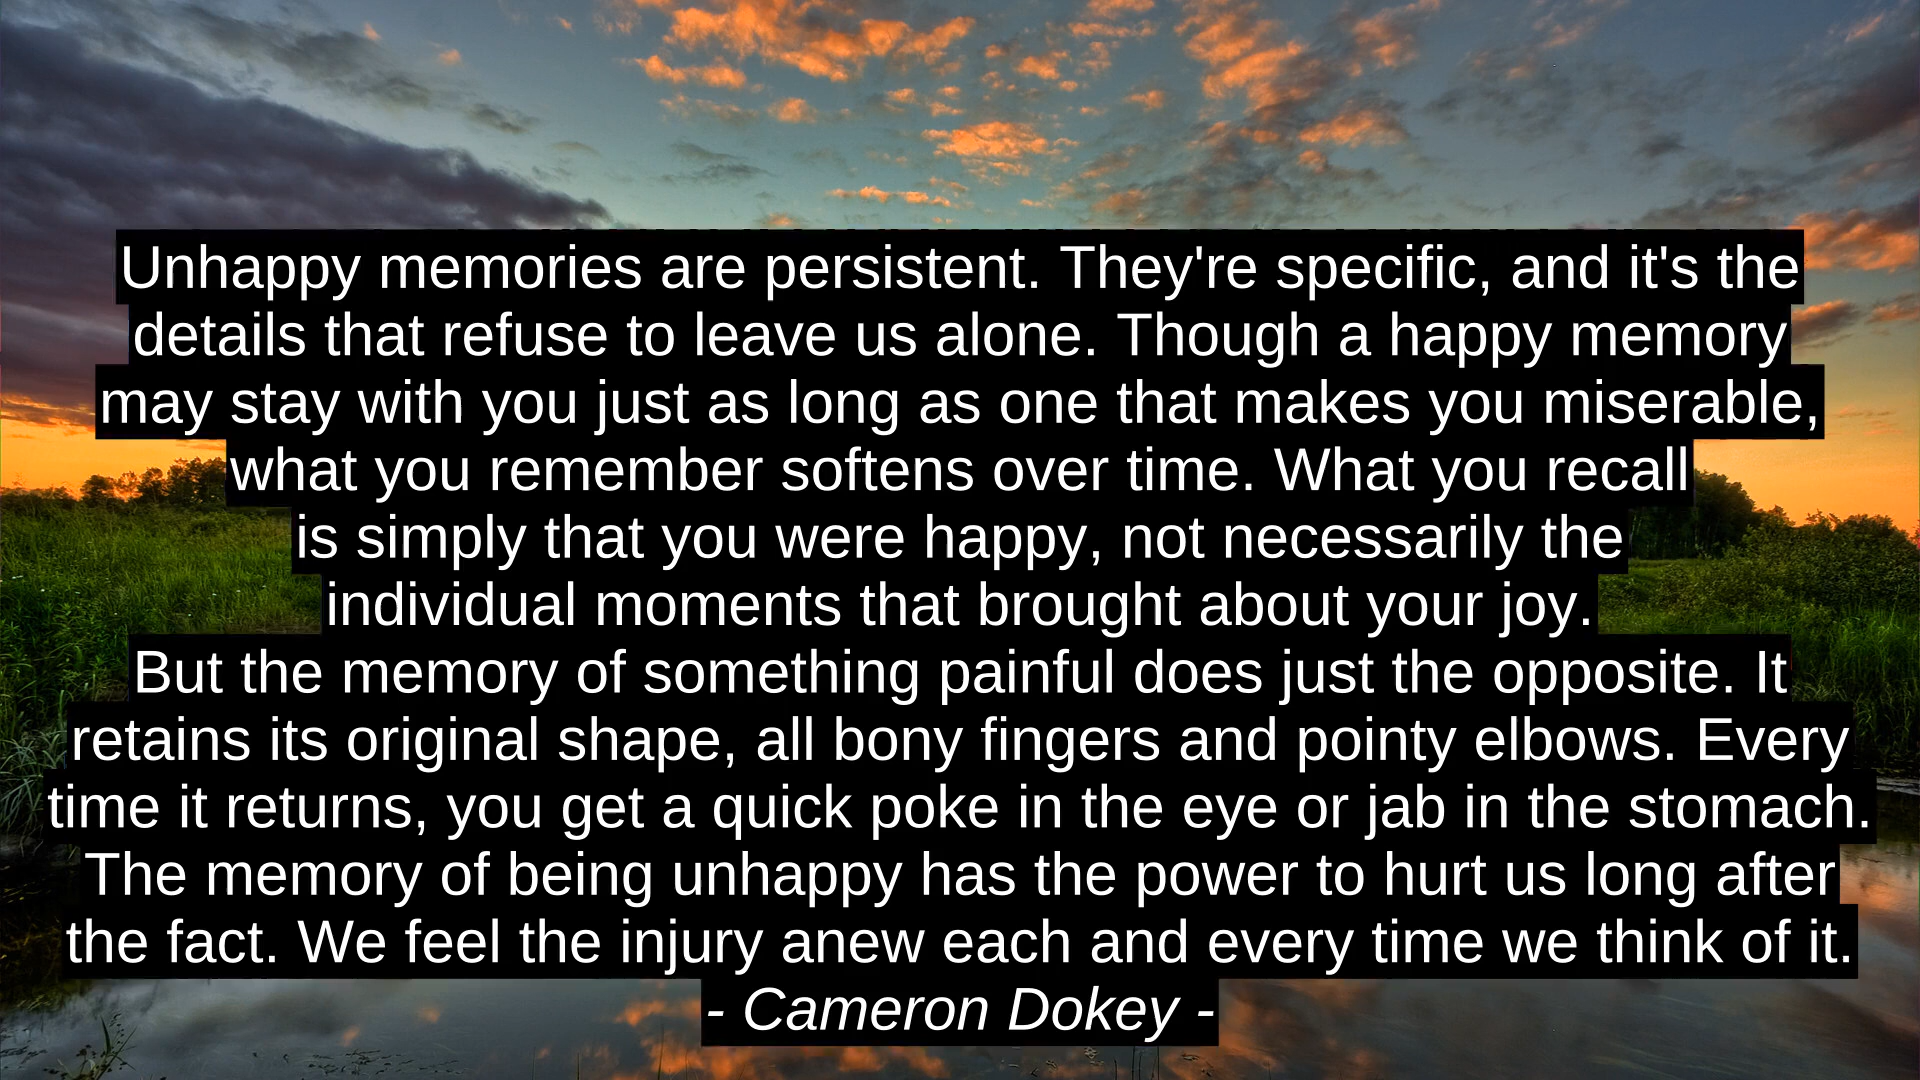 Unhappy memories are persistent. They're specific, and it's the
details that refuse to leave us alone. Though a happy memory
may stay with you just as long as one that makes you miserable,
what you remember softens over time. What you recall
is simply that you were happy, not necessarily the
individual moments that brought about your joy.
But the memory of something painful does just the opposite. It
retains its original shape, all bony fingers and pointy elbows. Every
time it returns, you get a quick poke in the eye or jab in the stomach.
The memory of being unhappy has the power to hurt us long after
the fact. We feel the injury anew each and every time we think of it.
- Cameron Dokey -